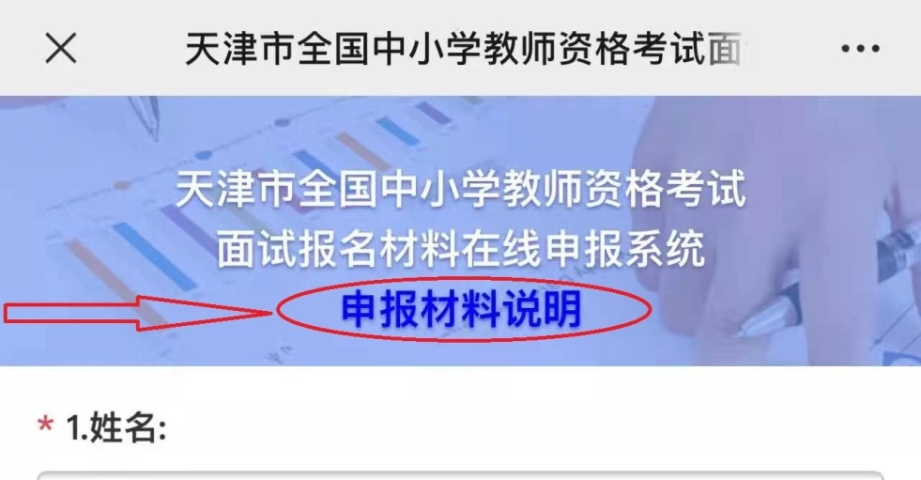 天津市全国中小学教师资格考试面
天津市全国中小学教师资格考试
面试报名材料在线申报系统
申报材料说明
* 1.姓名: